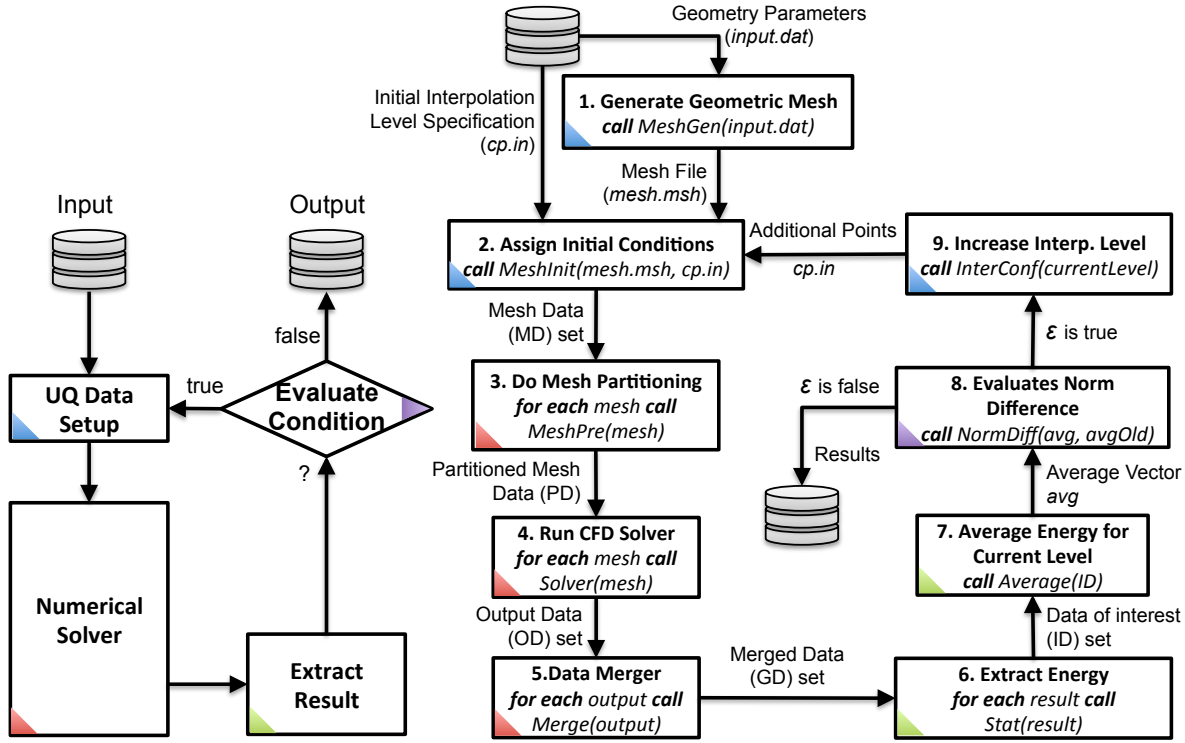 Input
Output
UQ Data
Setup
true
false
Evaluate
Condition
?
Numerical
Solver
Extract
Result
Geometry Parameters
(input.dat)
Initial Interpolation
Level Specification
(cp.in)
1. Generate Geometric Mesh
call MeshGen(input.dat)
Mesh File
(mesh.msh)
2. Assign Initial Conditions
call MeshInit(mesh.msh, cp.in)
Additional Points
cp.in
Mesh Data
(MD) set
3. Do Mesh Partitioning
for each mesh call
MeshPre(mesh)
Partitioned Mesh
Data (PD)
4. Run CFD Solver
for each mesh call
Solver(mesh)
Output Data
(OD) set
5.Data Merger
for each output call
Merge(output)
Merged Data
(GD) set
6. Extract Energy
for each result call
Stat(result)
Data of interest
(ID) set
7. Average Energy for
Current Level
call Average(ID)
Average Vector
avg
8. Evaluates Norm
Difference
call NormDiff(avg, avgOld)
ε is false
Results
ε is true
9. Increase Interp. Level
call InterConf(currentLevel)